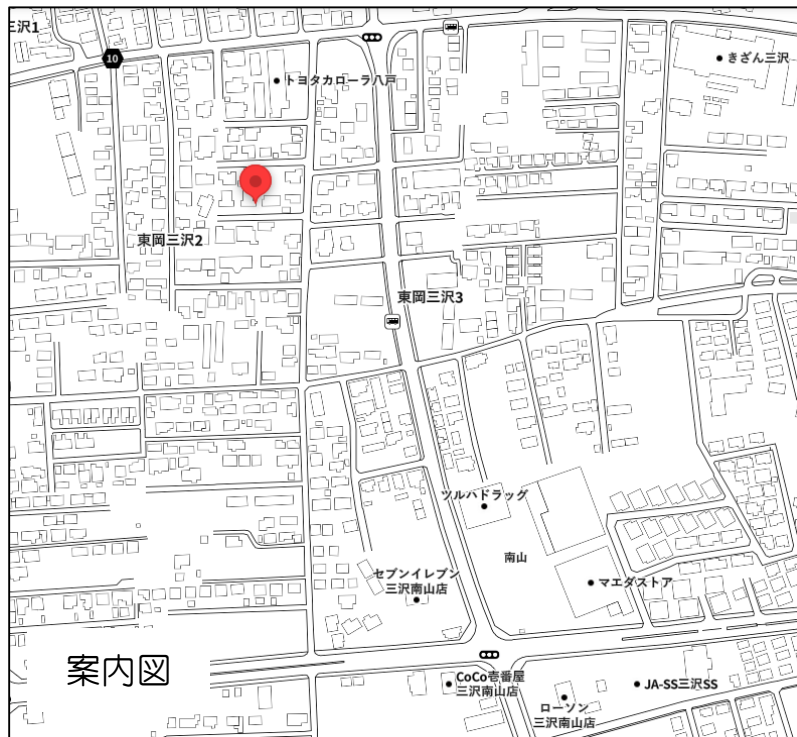 三沢1
10
トヨタカローラ八戸
きざん三沢
東岡三沢2
東岡三沢3
ツルハドラッグ
南山
セブンイレブン
三沢南山店
マエダストア
案内図
CoCo壱番屋
三沢南山店
JA-SS三沢SS
ローソン
三沢南山店